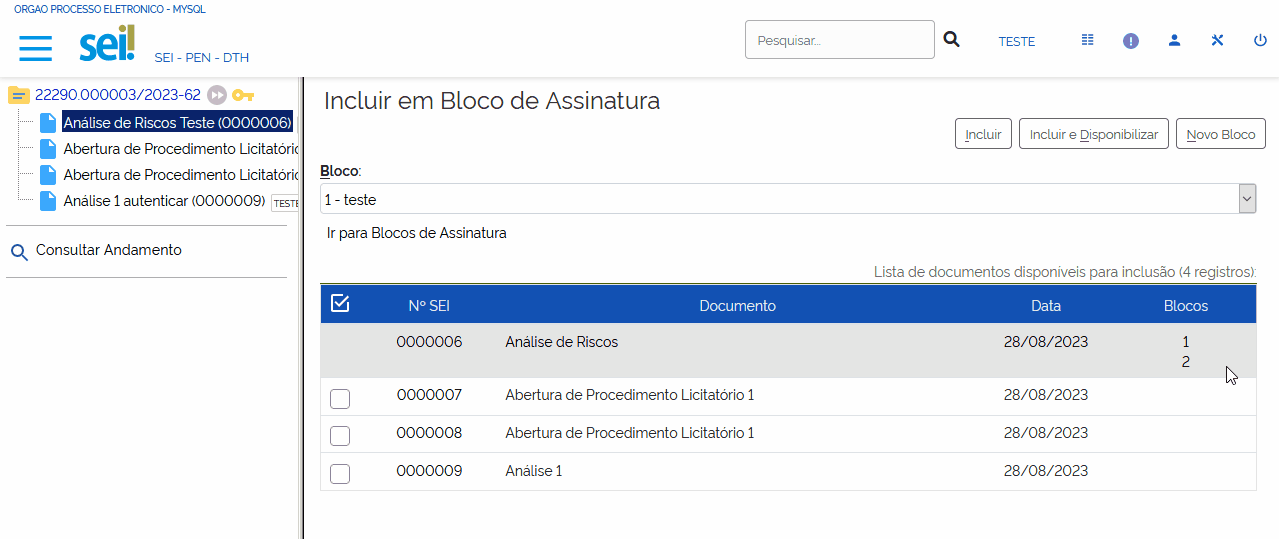 ORGAO PROCESSO ELETRONICO - MYSQL
sei!
SEI - PEN - DTH
Pesquisar...
TESTE
22290.000003/2023-62
Análise de Riscos Teste (0000006)
Abertura de Procedimento Licitatório
Abertura de Procedimento Licitatório
Análise 1 autenticar (0000009) TESTE
Consultar Andamento
Incluir em Bloco de Assinatura
Incluir
Incluir e Disponibilizar
Novo Bloco
Bloco:
1 - teste
Ir para Blocos de Assinatura
Lista de documentos disponíveis para inclusão (4 registros):
Nº SEI Documento Data Blocos
0000006 Análise de Riscos 28/08/2023 1
2
0000007 Abertura de Procedimento Licitatório 1 28/08/2023
0000008 Abertura de Procedimento Licitatório 1 28/08/2023
0000009 Análise 1 28/08/2023